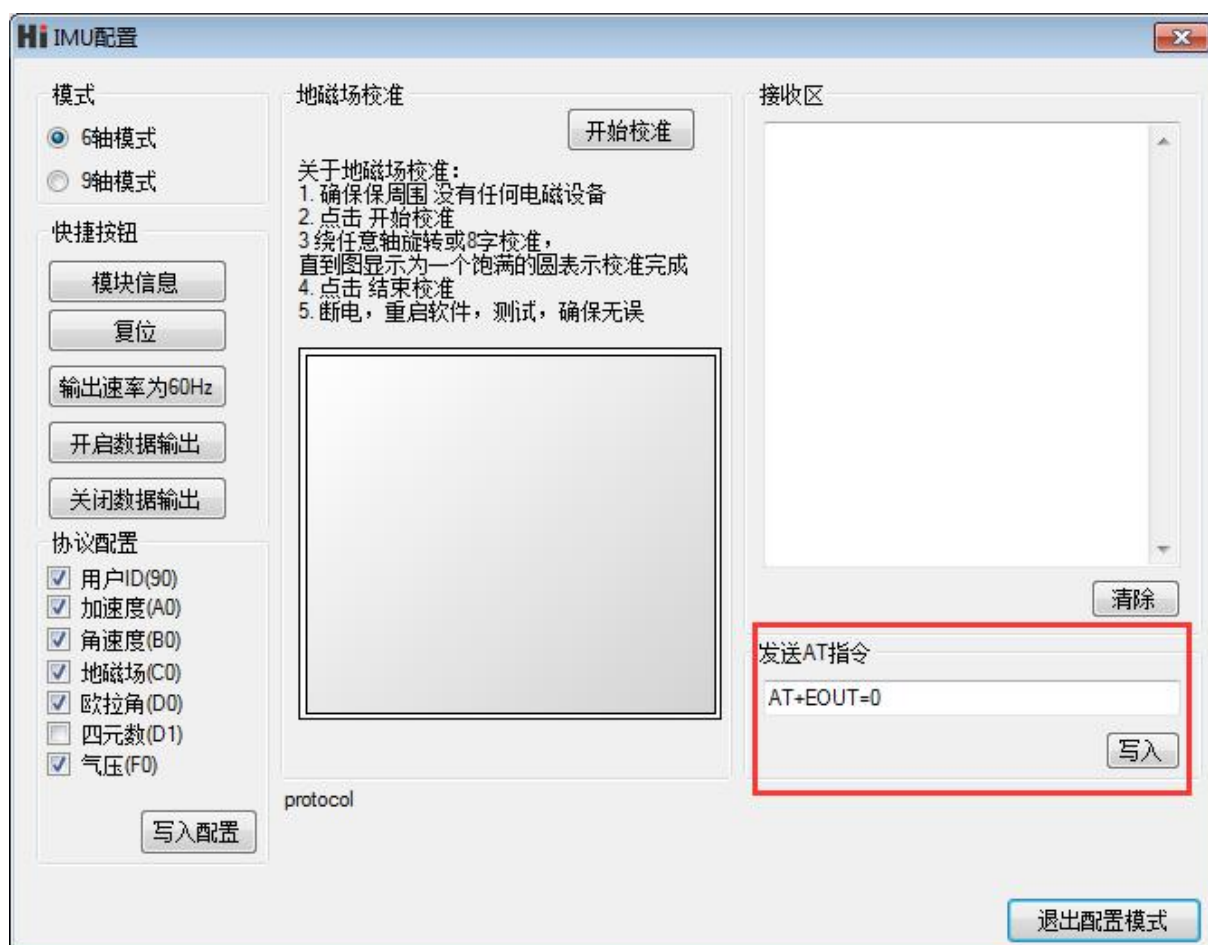 Hi IMU配置
模式
6轴模式
9轴模式
快捷按钮
模块信息
复位
输出速率为60Hz
开启数据输出
关闭数据输出
协议配置
用户ID(90)
加速度(A0)
角速度(B0)
地磁场(C0)
欧拉角(D0)
四元数(D1)
气压(F0)
写入配置
地磁场校准
开始校准
关于地磁场校准：
1. 确保保周围 没有任何电磁设备
2. 点击 开始校准
3 绕任意轴旋转或8字校准，
直到图显示为一个饱满的圆表示校准完成
4. 点击 结束校准
5. 断电，重启软件，测试，确保无误
protocol
接收区
清除
发送AT指令
AT+EOUT=0
写入
退出配置模式